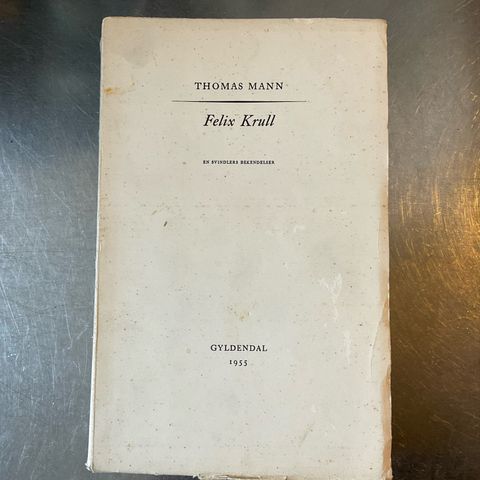 THOMAS MANN
Felix Krull
EN SVINDLERS BEKENDELSER
GYLDENDAL
1955